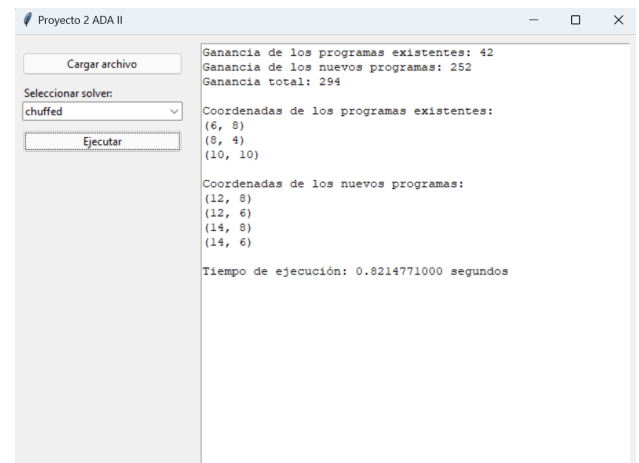 Proyecto 2 ADA II
Cargar archivo
Seleccionar solver:
chuffed
Ejecutar
Ganancia de los programas existentes: 42
Ganancia de los nuevos programas: 252
Ganancia total: 294
Coordenadas de los programas existentes:
(6, 8)
(8, 4)
(10, 10)
Coordenadas de los nuevos programas:
(12, 8)
(12, 6)
(14, 8)
(14, 6)
Tiempo de ejecución: 0.8214771000 segundos